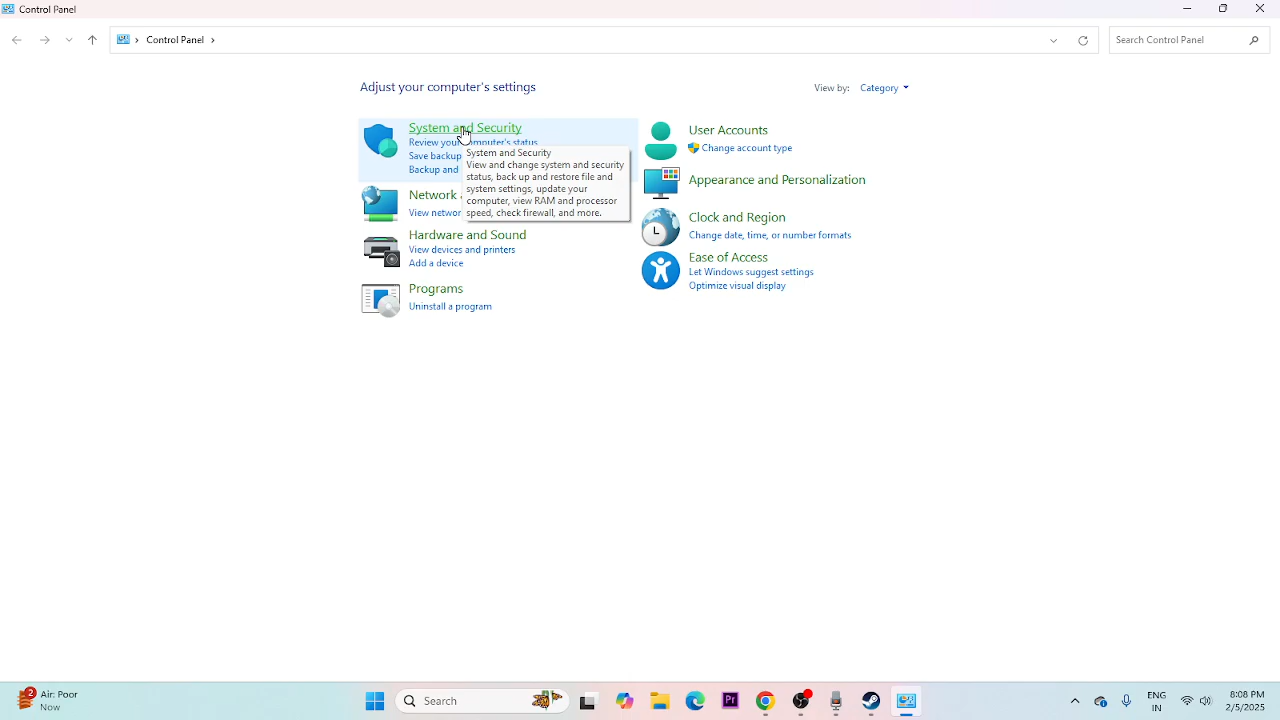 Control Panel
Control Panel
Search Control Panel
Adjust your computer's settings
View by: Category
System and Security
Review your computer's status
Save backup
Backup and
System and Security
View and change system and security
status, back up and restore file and
system settings, update your
computer, view RAM and processor
speed, check firewall, and more.
Network
View networ
Hardware and Sound
View devices and printers
Add a device
Programs
Uninstall a program
User Accounts
Change account type
Appearance and Personalization
Clock and Region
Change date, time, or number formats
Ease of Access
Let Windows suggest settings
Optimize visual display
2
Air: Poor
Now
Search
Pr
ENG
IN
8:08 PM
2/5/2025